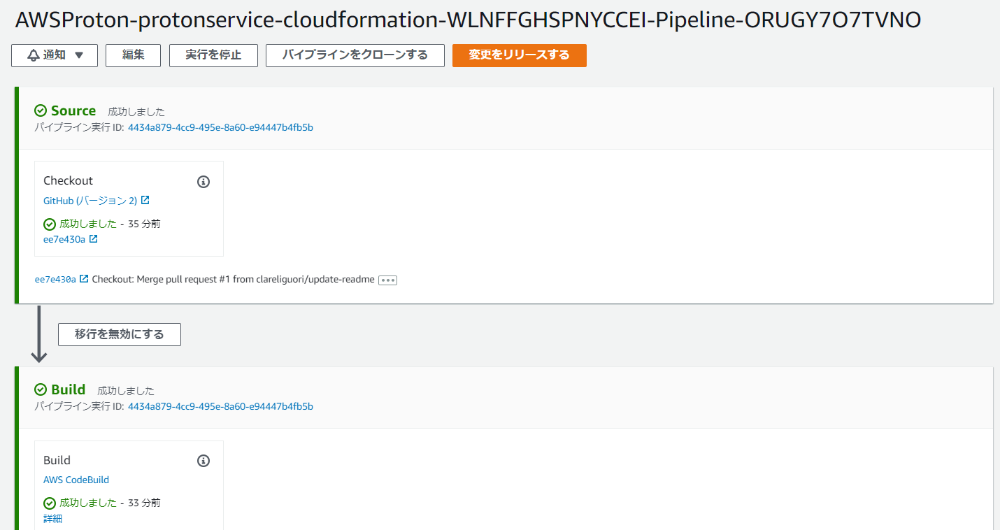 AWSProton-protonservice-cloudformation-WLNFFGHSPNYCCEI-Pipeline-ORUGY7O7TVNO
通知 編集 実行を停止 パイプラインをクローンする 変更をリリースする
Source 成功しました
パイプライン実行 ID: 4434a879-4cc9-495e-8a60-e94447b4fb5b
Checkout
GitHub (バージョン 2)
成功しました - 35 分前
ee7e430a
ee7e430a Checkout: Merge pull request #1 from clareliguori/update-readme
移行を無効にする
Build 成功しました
パイプライン実行 ID: 4434a879-4cc9-495e-8a60-e94447b4fb5b
Build
AWS CodeBuild
成功しました - 33 分前
詳細